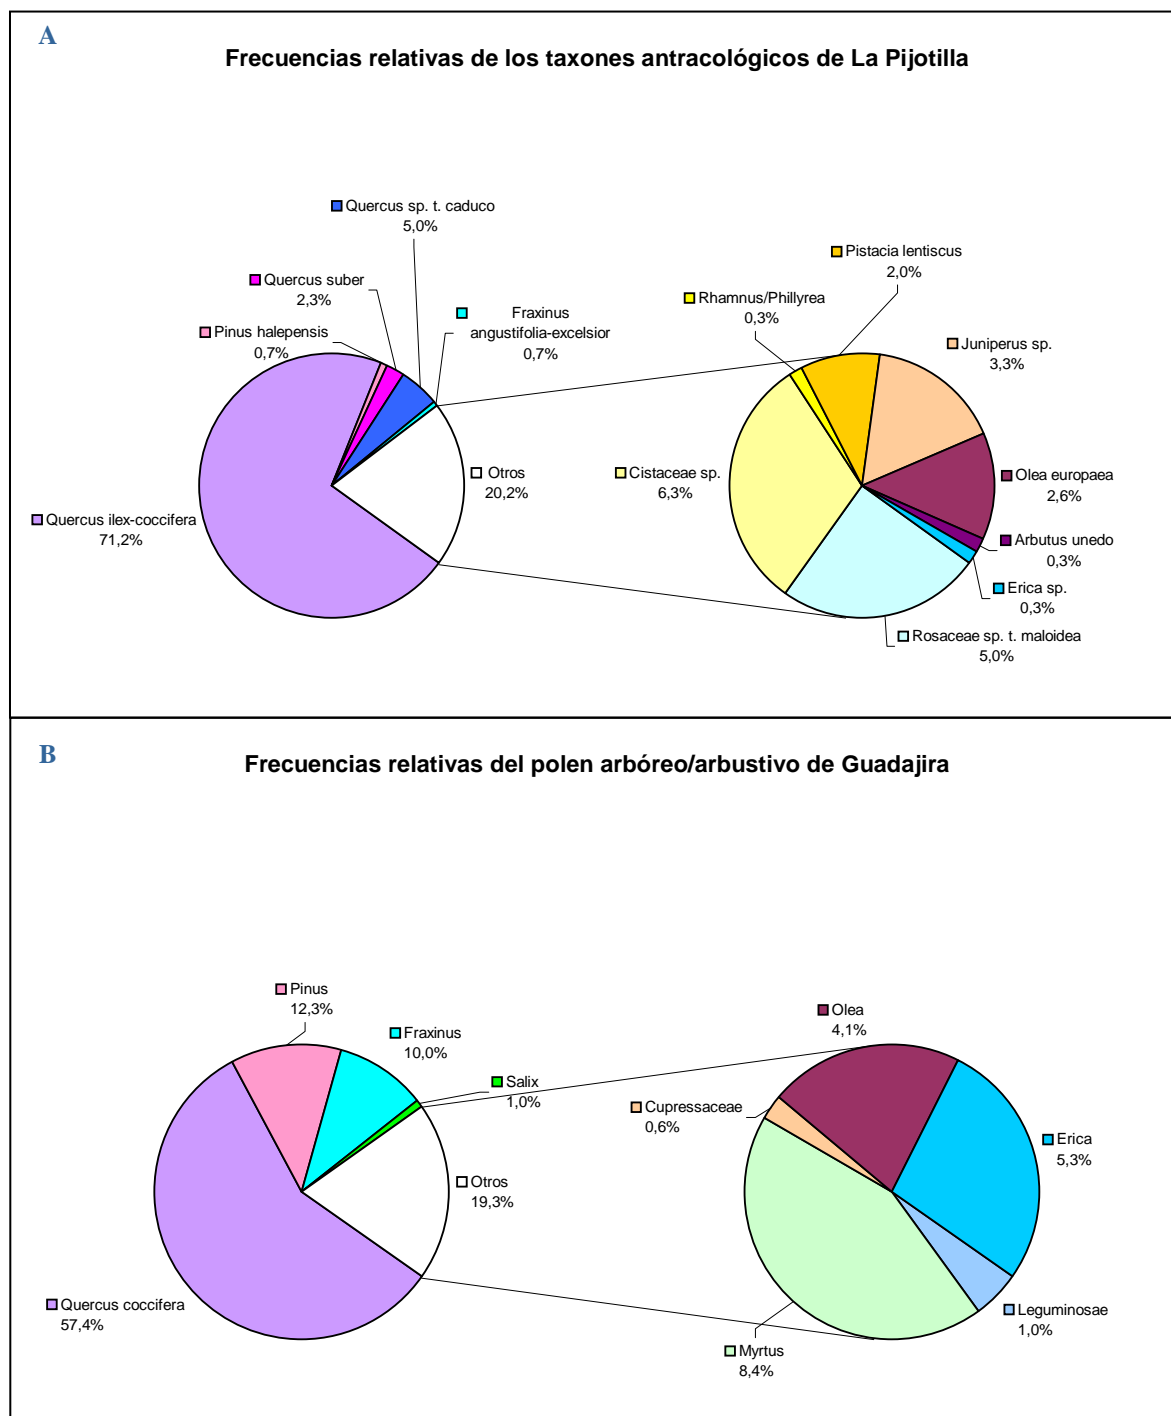 A
Frecuencias relativas de los taxones antracológicos de La Pijotilla
Quercus sp. t. caduco
5,0%
Quercus suber
2,3%
Fraxinus
angustifolia-excelsior
0,7%
Pinus halepensis
0,7%
Otros
20,2%
Quercus ilex-coccifera
71,2%
Pistacia lentiscus
2,0%
Rhamnus/Phillyrea
0,3%
Juniperus sp.
3,3%
Cistaceae sp.
6,3%
Olea europaea
2,6%
Arbutus unedo
0,3%
Erica sp.
0,3%
Rosaceae sp. t. maloidea
5,0%
B
Frecuencias relativas del polen arbóreo/arbustivo de Guadajira
Pinus
12,3%
Fraxinus
10,0%
Salix
1,0%
Otros
19,3%
Quercus coccifera
57,4%
Olea
4,1%
Cupressaceae
0,6%
Erica
5,3%
Leguminosae
1,0%
Myrtus
8,4%